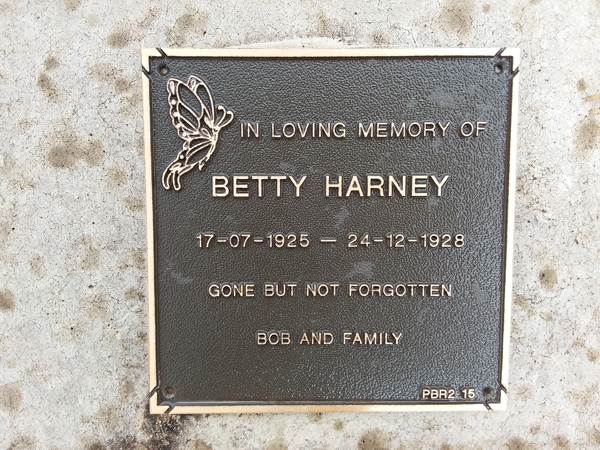 IN LOVING MEMORY OF
BETTY HARNEY
17-07-1925 — 24-12-1928
GONE BUT NOT FORGOTTEN
BOB AND FAMILY
PBR2 15